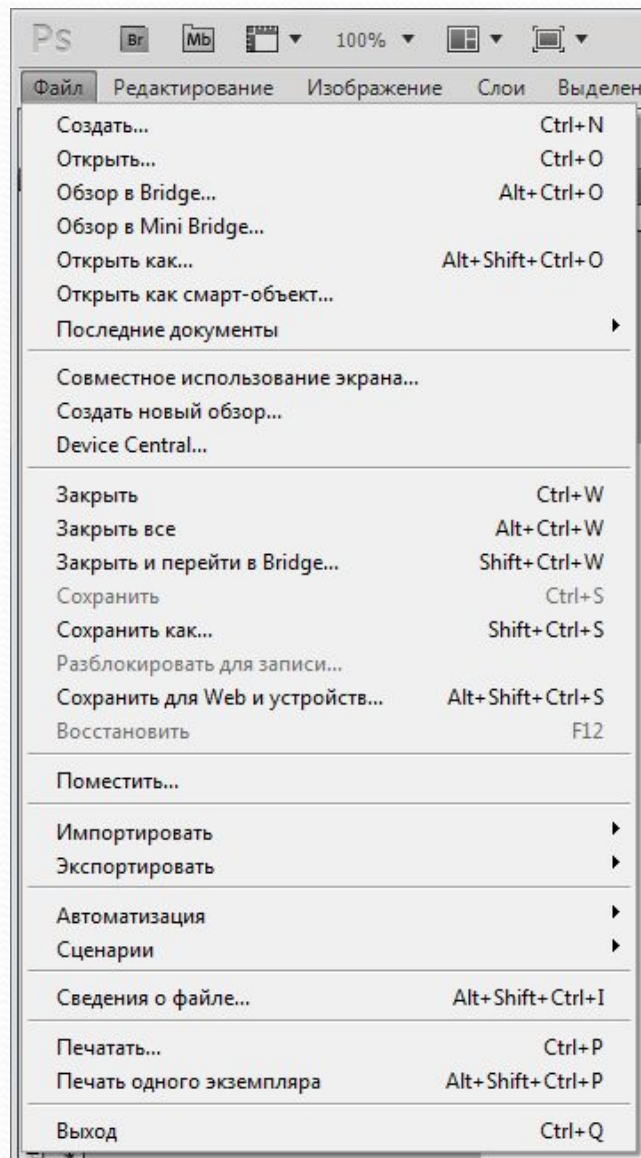 Ps Br Mb 100%
Файл Редактирование Изображение Слои Выделен
Создать... Ctrl+N
Открыть... Ctrl+O
Обзор в Bridge... Alt+Ctrl+O
Обзор в Mini Bridge...
Открыть как... Alt+Shift+Ctrl+O
Открыть как смарт-объект...
Последние документы
Совместное использование экрана...
Создать новый обзор...
Device Central...
Закрыть Ctrl+W
Закрыть все Alt+Ctrl+W
Закрыть и перейти в Bridge... Shift+Ctrl+W
Сохранить Ctrl+S
Сохранить как... Shift+Ctrl+S
Разблокировать для записи...
Сохранить для Web и устройств... Alt+Shift+Ctrl+S
Восстановить F12
Поместить...
Импортировать
Экспортировать
Автоматизация
Сценарии
Сведения о файле... Alt+Shift+Ctrl+I
Печатать... Ctrl+P
Печать одного экземпляра Alt+Shift+Ctrl+P
Выход Ctrl+Q